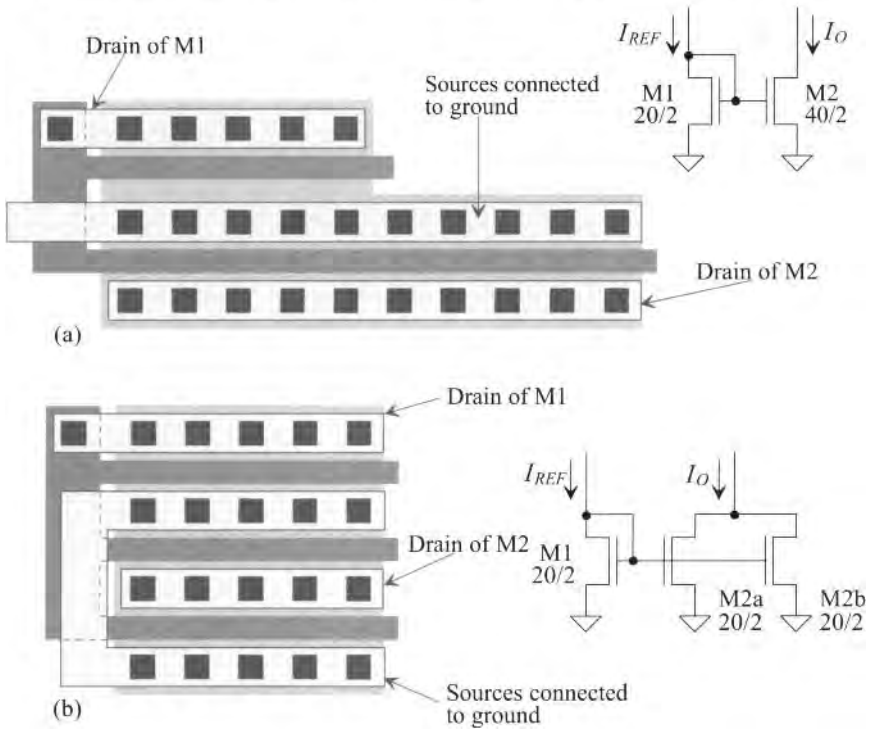 Drain of M1
Sources connected
to ground
I_REF
I_O
M1
20/2
M2
40/2
Drain of M2
(a)
Drain of M1
Drain of M2
Sources connected
to ground
(b)
I_REF
I_O
M1
20/2
M2a
20/2
M2b
20/2